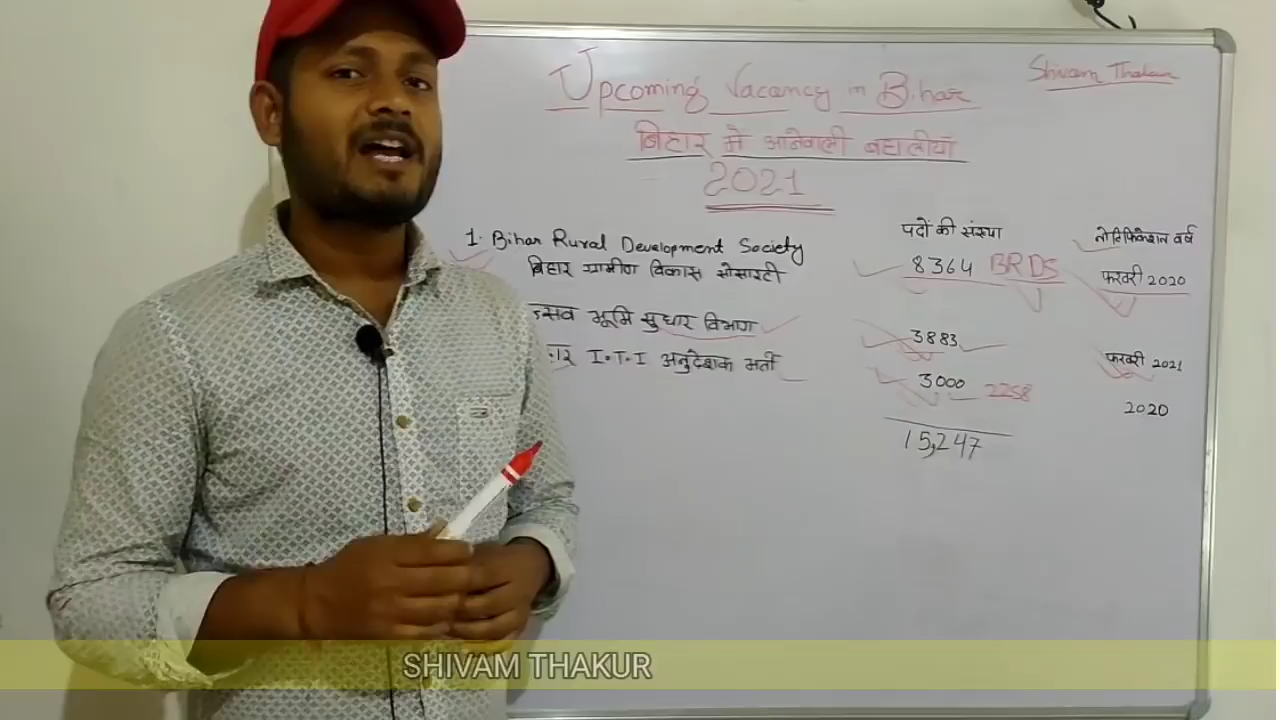 Upcoming Vacancy in Bihar
Shivam Thakur
बिहार में आनेवाली बहालीयाँ
2021
पदों की संख्या
नोटिफिकेशन वर्ष
1. Bihar Rural Development Society
बिहार ग्रामीण विकास सोसाइटी
8364 BRDS
फरवरी 2020
भूमि सुधार विभाग
3883
फरवरी 2021
I.T.I अनुदेशक भर्ती
3000 2258
2020
15,247
SHIVAM THAKUR